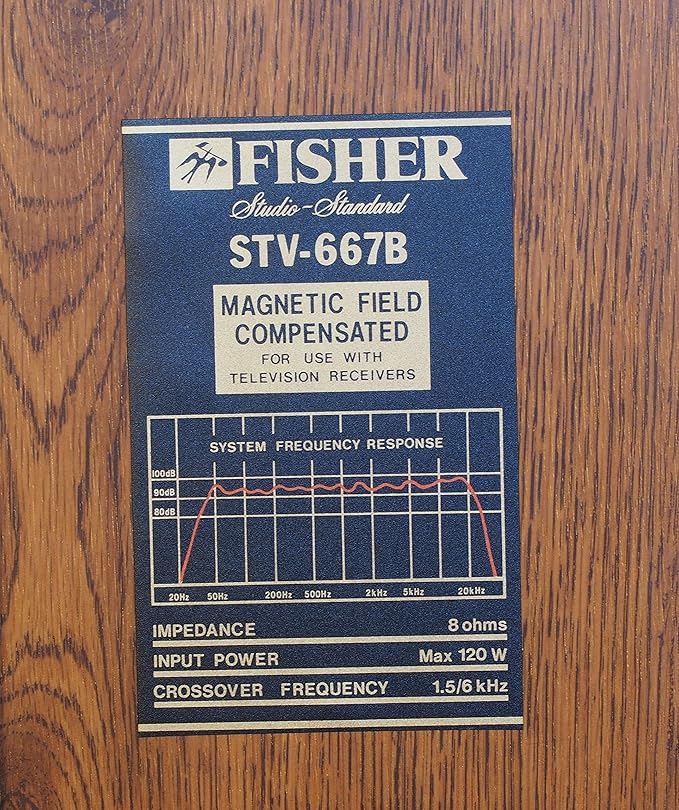 FISHER
Studio-Standard
STV-667B
MAGNETIC FIELD
COMPENSATED
FOR USE WITH
TELEVISION RECEIVERS
SYSTEM FREQUENCY RESPONSE
100dB
90dB
80dB
20Hz 50Hz 200Hz 500Hz 2kHz 5kHz 20kHz
IMPEDANCE 8 ohms
INPUT POWER Max 120 W
CROSSOVER FREQUENCY 1.5/6 kHz